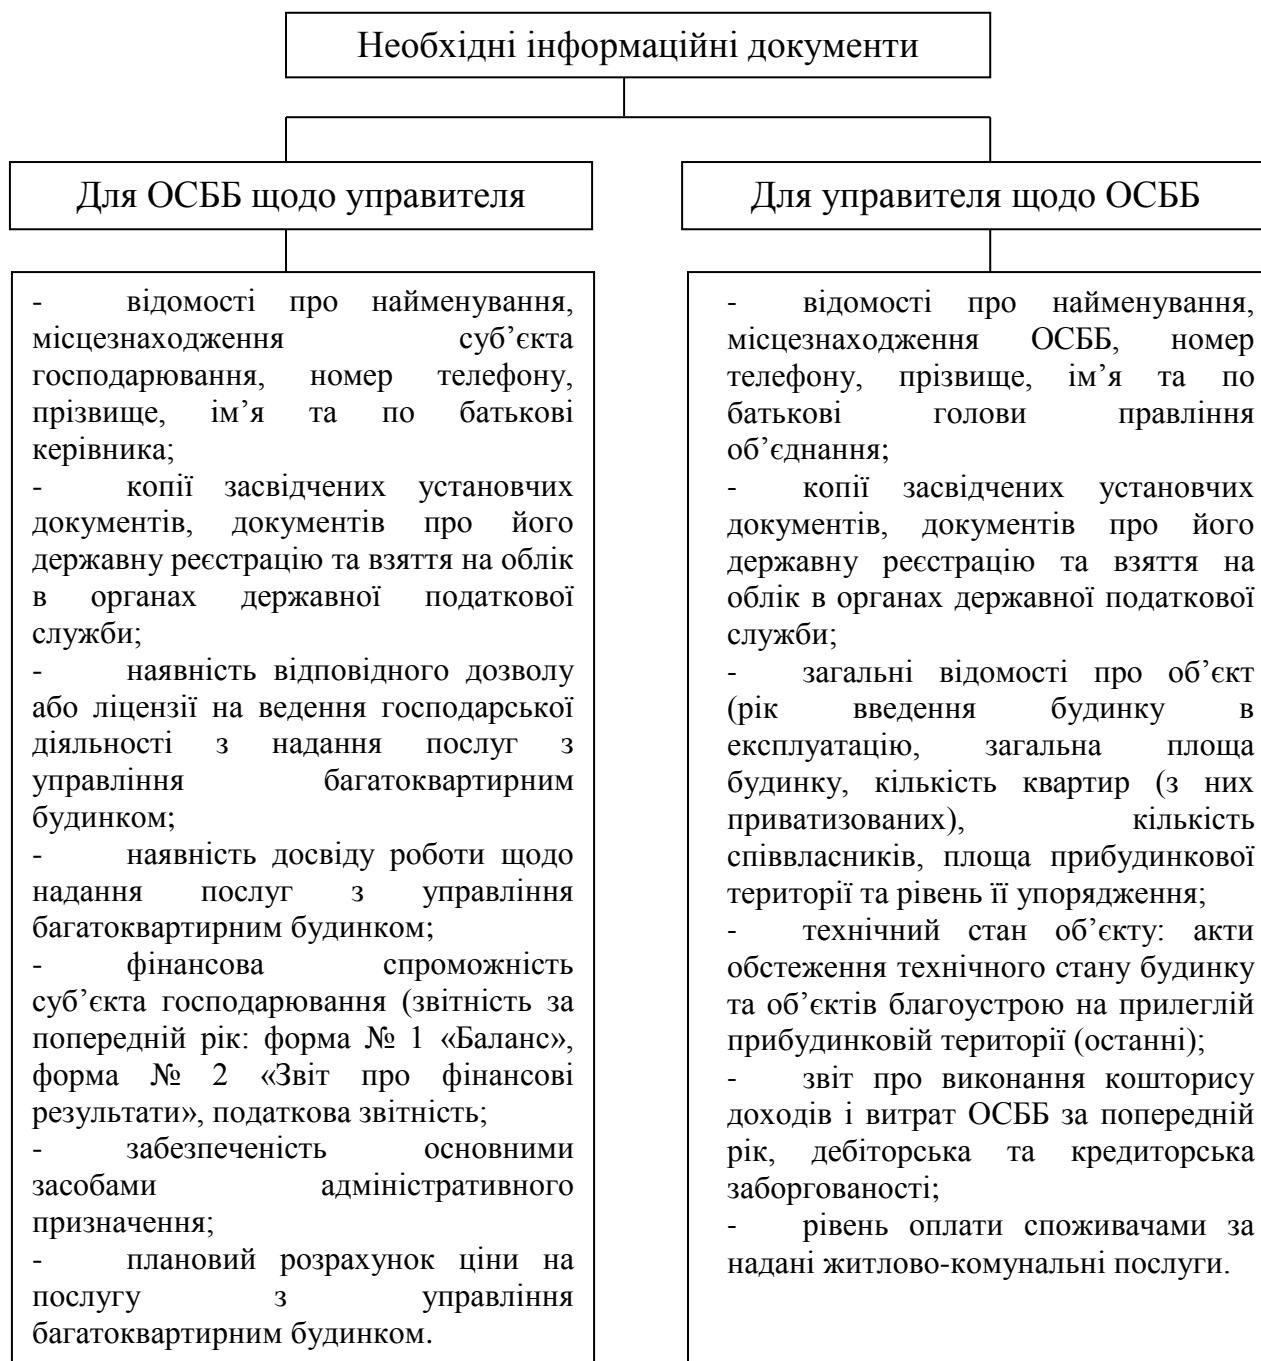 Необхідні інформаційні документи
Для ОСББ щодо управителя
- відомості про найменування,
місцезнаходження суб’єкта
господарювання, номер телефону,
прізвище, ім’я та по батькові
керівника;
- копії засвідчених установчих
документів, документів про його
державну реєстрацію та взяття на облік
в органах державної податкової
служби;
- наявність відповідного дозволу
або ліцензії на ведення господарської
діяльності з надання послуг з
управління багатоквартирним
будинком;
- наявність досвіду роботи щодо
надання послуг з управління
багатоквартирним будинком;
- фінансова спроможність
суб’єкта господарювання (звітність за
попередній рік: форма № 1 «Баланс»,
форма № 2 «Звіт про фінансові
результати», податкова звітність;
- забезпеченість основними
засобами адміністративного
призначення;
- плановий розрахунок ціни на
послугу з управління
багатоквартирним будинком.
Для управителя щодо ОСББ
- відомості про найменування,
місцезнаходження ОСББ, номер
телефону, прізвище, ім’я та по
батькові голови правління
об’єднання;
- копії засвідчених установчих
документів, документів про його
державну реєстрацію та взяття на
облік в органах державної податкової
служби;
- загальні відомості про об’єкт
(рік введення будинку в
експлуатацію, загальна площа
будинку, кількість квартир (з них
приватизованих), кількість
співвласників, площа прибудинкової
території та рівень її упорядження;
- технічний стан об’єкту: акти
обстеження технічного стану будинку
та об’єктів благоустрою на прилеглій
прибудинковій території (останні);
- звіт про виконання кошторису
доходів і витрат ОСББ за попередній
рік, дебіторська та кредиторська
заборгованості;
- рівень оплати споживачами за
надані житлово-комунальні послуги.